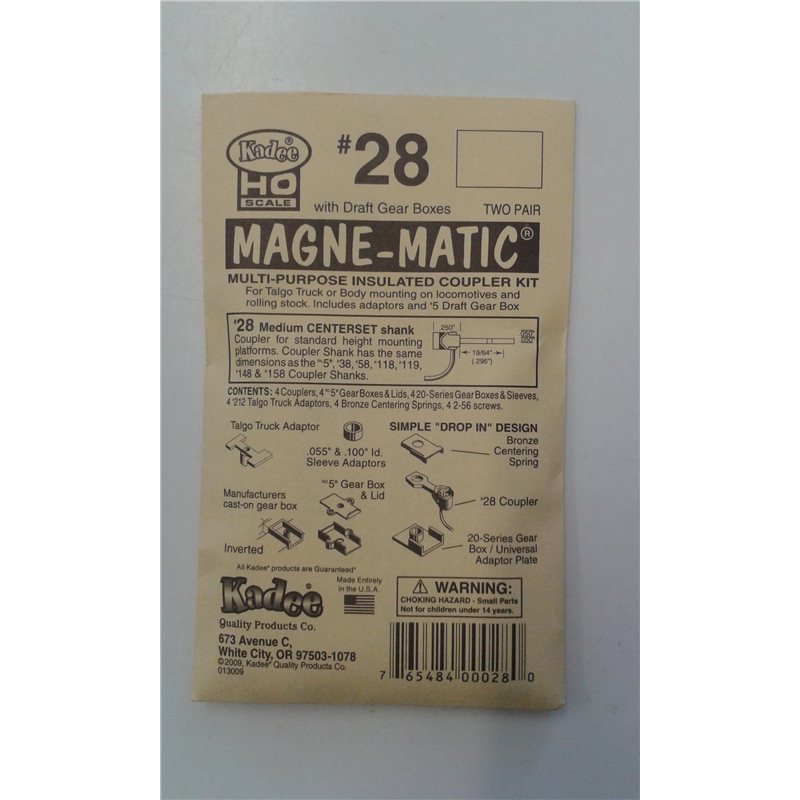 Kadee®
HO
SCALE
#28
with Draft Gear Boxes
TWO PAIR
MAGNE-MATIC®
MULTI-PURPOSE INSULATED COUPLER KIT
For Talgo Truck or Body mounting on locomotives and
rolling stock. Includes adaptors and #5 Draft Gear Box
#28 Medium CENTERSET shank
Coupler for standard height mounting
platforms. Coupler Shank has the same
dimensions as the NO5®, #38, #58, #118, #119,
#148 & #158 Coupler Shanks.
.250"
19/64"
(.296")
.050"
.050"
CONTENTS: 4 Couplers, 4 NO5® Gear Boxes & Lids, 4 20-Series Gear Boxes & Sleeves,
4 #212 Talgo Truck Adaptors, 4 Bronze Centering Springs, 4 2-56 screws.
Talgo Truck Adaptor
.055" & .100" Id.
Sleeve Adaptors
Manufacturers
cast-on gear box
NO5® Gear Box
& Lid
Inverted
SIMPLE "DROP IN" DESIGN
Bronze
Centering
Spring
#28 Coupler
20-Series Gear
Box / Universal
Adaptor Plate
All Kadee® products are Guaranteed®
Kadee®
Quality Products Co.
Made Entirely
in the U.S.A.
673 Avenue C,
White City, OR 97503-1078
©2009, Kadee® Quality Products Co.
013009
WARNING:
CHOKING HAZARD - Small Parts
Not for children under 14 years.
7 65484 00028 0